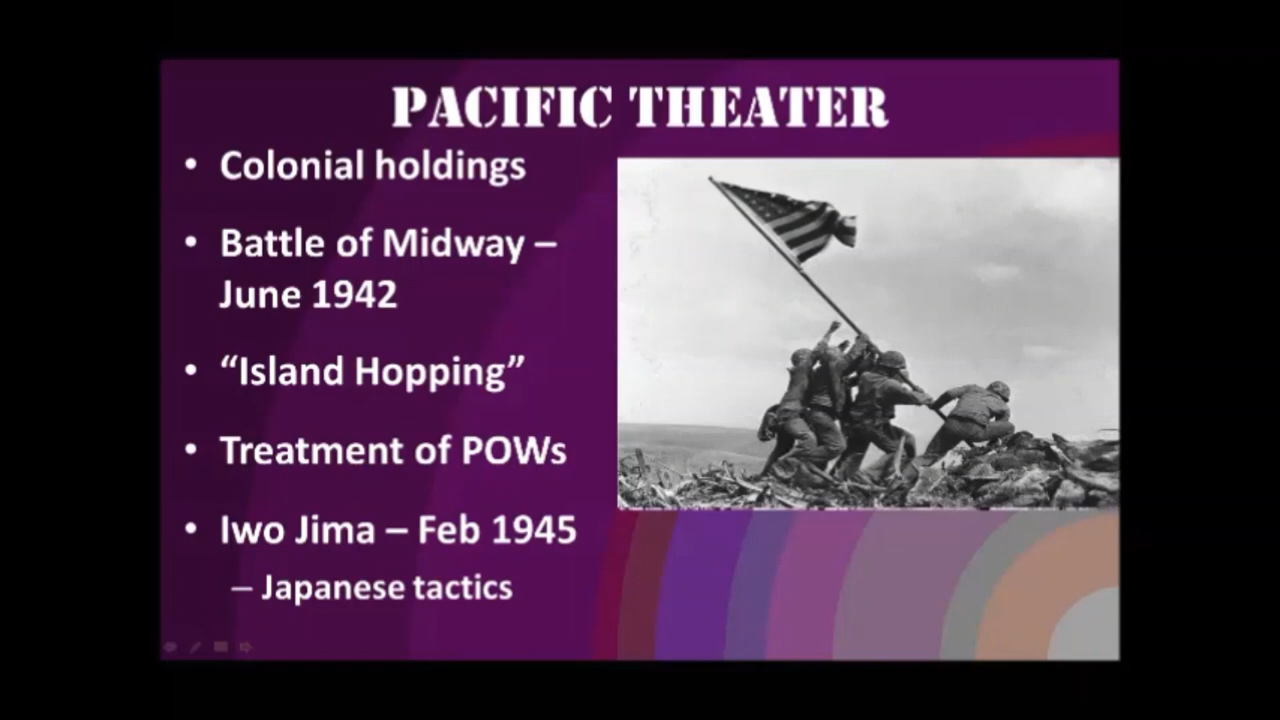 PACIFIC THEATER
• Colonial holdings
• Battle of Midway –
June 1942
• “Island Hopping”
• Treatment of POWs
• Iwo Jima – Feb 1945
– Japanese tactics